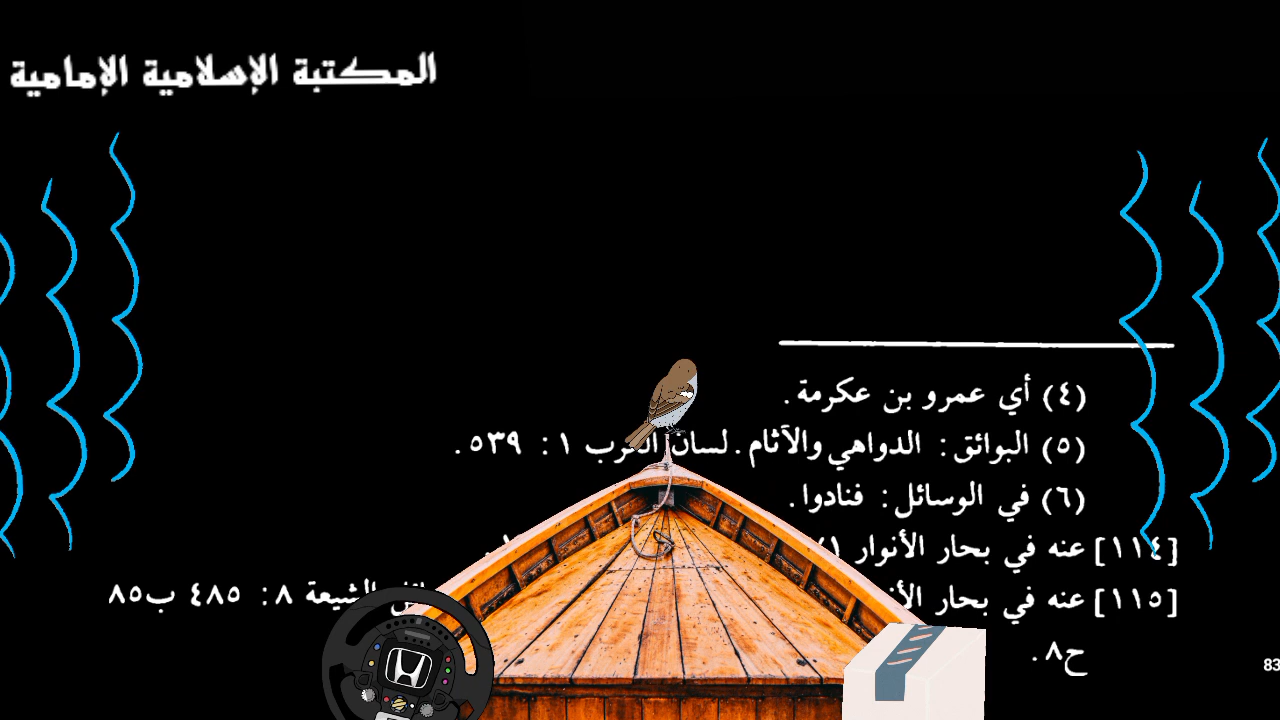 المكتبة الإسلامية الإمامية
(٤) أي عمرو بن عكرمة.
(٥) البوائق: الدواهي والآثام. لسان العرب ١: ٥٣٩.
(٦) في الوسائل: فنادوا.
[١١٤] عنه في بحار الأنوار
[١١٥] عنه في بحار الشيعة ٨: ٤٨٥ ب٨٥
ح٨.
83